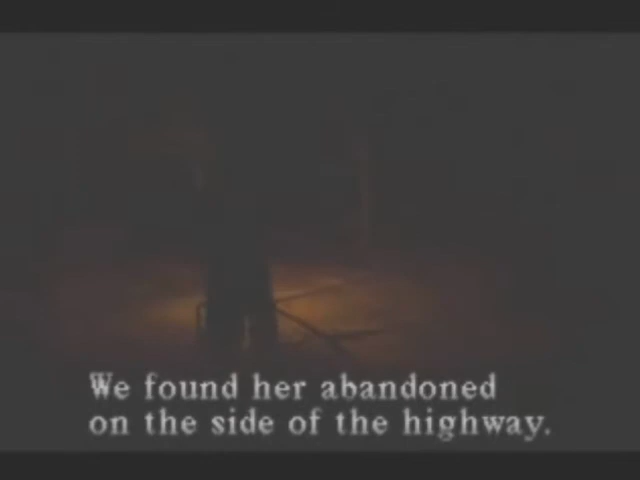 We found her abandoned
on the side of the highway.